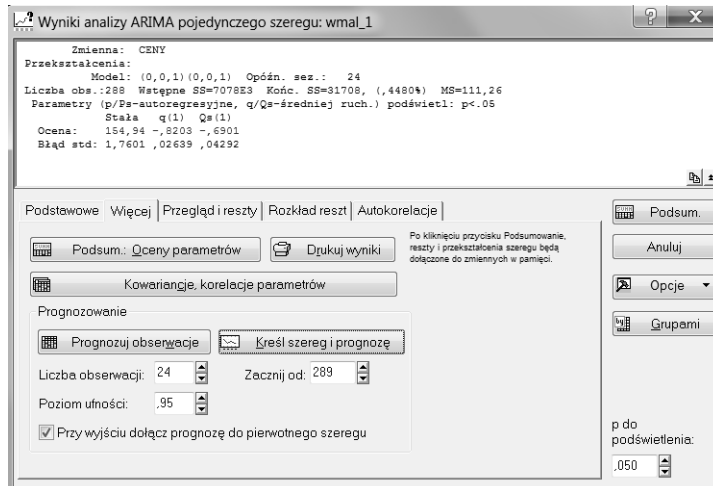 Wyniki analizy ARIMA pojedynczego szeregu: wmal_1
Zmienna: CENY
Przekształcenia:
Model: (0,0,1)(0,0,1) Opóźn. sez.: 24
Liczba obs.:288 Wstępne SS=7078E3 Końc. SS=31708, (,4480%) MS=111,26
Parametry (p/Ps-autoregresyjne, q/Qs-średniej ruch.) podświetl: p<.05
Stała q(1) Qs(1)
Ocena: 154,94 -,8203 -,6901
Błąd std: 1,7601 ,02639 ,04292
Podstawowe Więcej Przegląd i reszty Rozkład reszt Autokorelacje
Podsum.: Oceny parametrów Drukuj wyniki
Po kliknięciu przycisku Podsumowanie,
reszty i przekształcenia szeregu będą
dołączone do zmiennych w pamięci.
Kowariancje, korelacje parametrów
Prognozowanie
Prognozuj obserwacje Kreśl szereg i prognozę
Liczba obserwacji: 24 Zacznij od: 289
Poziom ufności: ,95
Przy wyjściu dołącz prognozę do pierwotnego szeregu
Podsum.
Anuluj
Opcje
Grupami
p do
podświetlenia:
,050